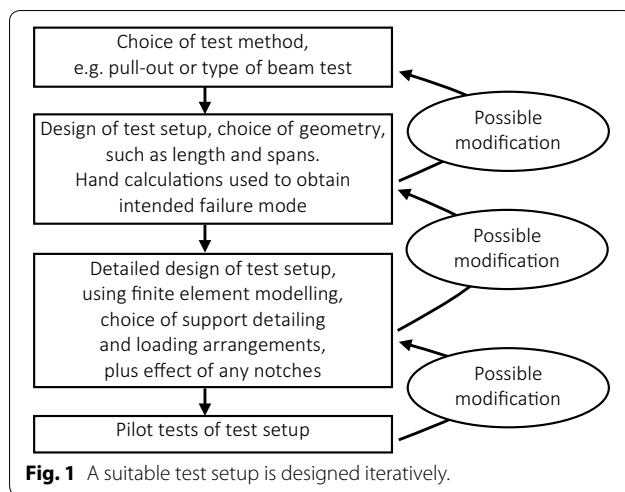 Choice of test method,
e.g. pull-out or type of beam test
Possible
modification
Design of test setup, choice of geometry,
such as length and spans.
Hand calculations used to obtain
intended failure mode
Possible
modification
Detailed design of test setup,
using finite element modelling,
choice of support detailing
and loading arrangements,
plus effect of any notches
Possible
modification
Pilot tests of test setup
Fig. 1 A suitable test setup is designed iteratively.